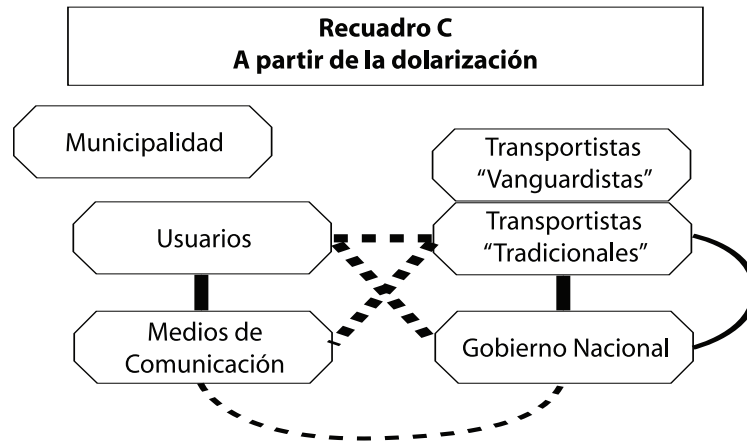 Recuadro C
A partir de la dolarización
Municipalidad
Transportistas
“Vanguardistas”
Usuarios
Transportistas
“Tradicionales”
Medios de
Comunicación
Gobierno Nacional